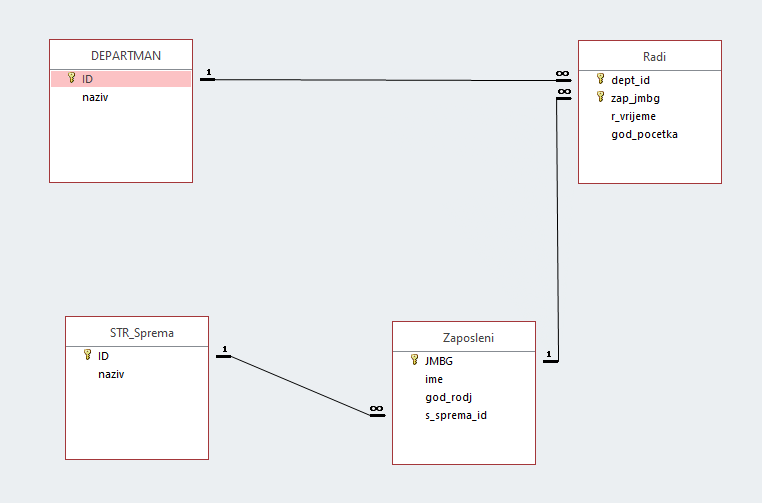 DEPARTMAN
ID
naziv
1
∞
∞
Radi
dept_id
zap_jmbg
r_vrijeme
god_pocetka
STR_Sprema
ID
naziv
1
∞
Zaposleni
JMBG
ime
god_rodj
s_sprema_id
1